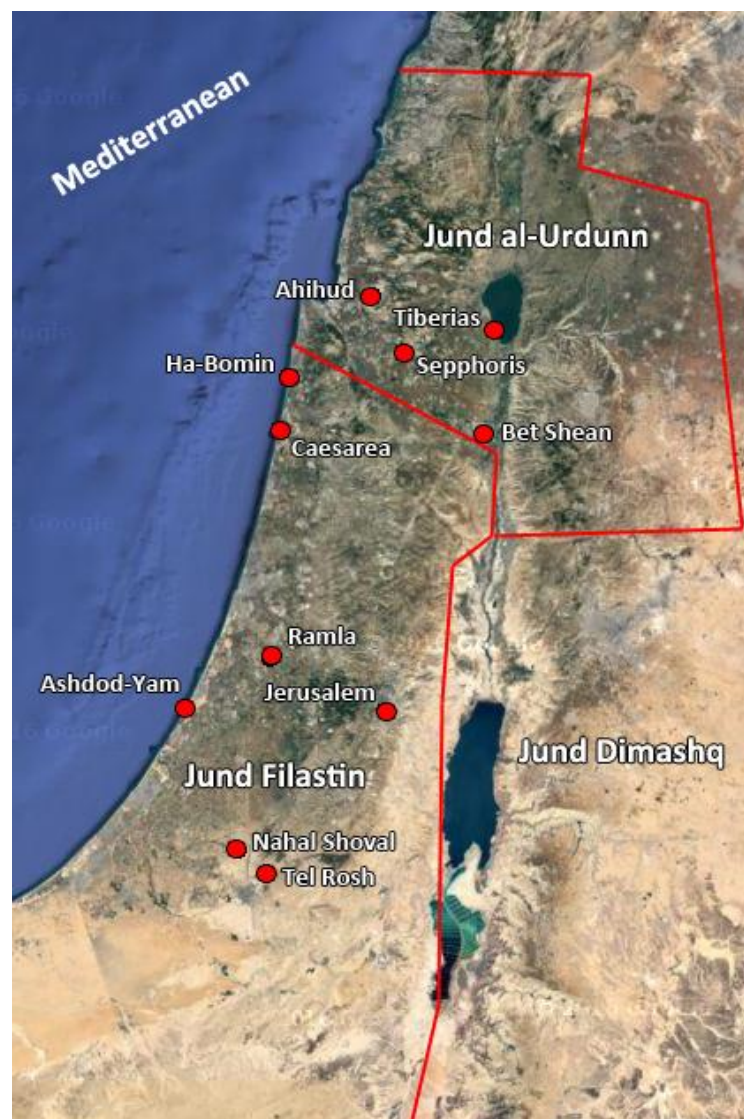 Mediterranean
Jund al-Urdunn
Ahihud
Tiberias
Ha-Bomin
Sepphoris
Bet Shean
Caesarea
Ramla
Ashdod-Yam
Jerusalem
Jund Dimashq
Jund Filastin
Nahal Shoval
Tel Rosh